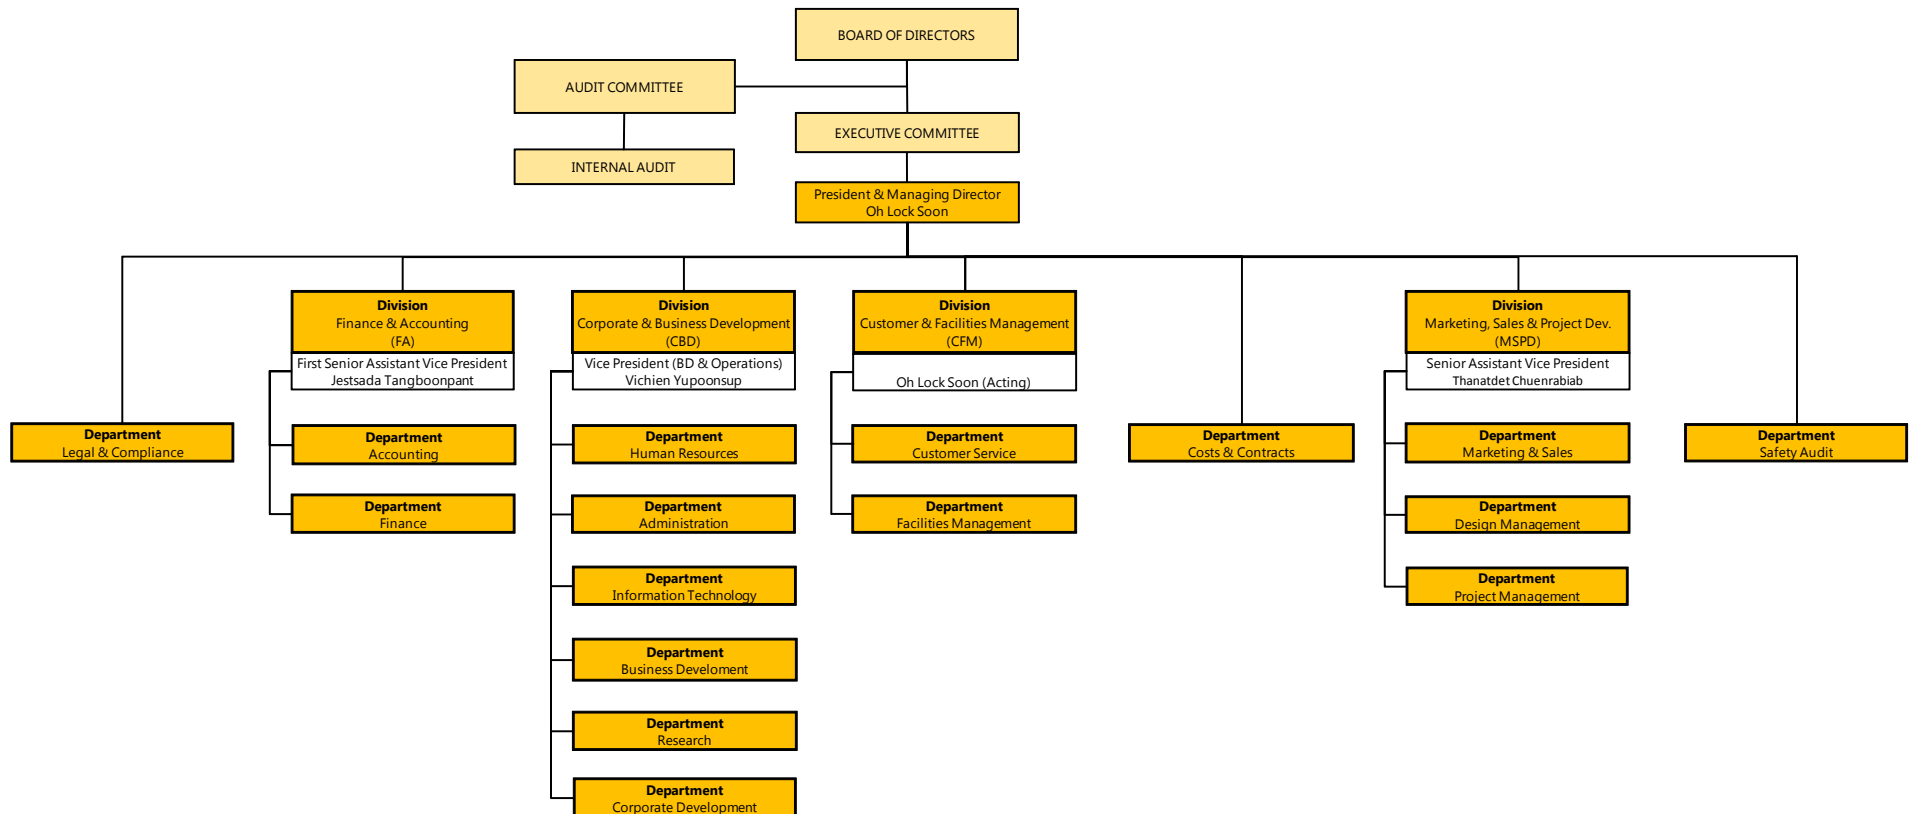 BOARD OF DIRECTORS
AUDIT COMMITTEE
EXECUTIVE COMMITTEE
INTERNAL AUDIT
President & Managing Director
Oh Lock Soon
Division
Finance & Accounting
(FA)
First Senior Assistant Vice President
Jestsada Tangboonpant
Division
Corporate & Business Development
(CBD)
Vice President (BD & Operations)
Vichien Yupoonsup
Division
Customer & Facilities Management
(CFM)
Oh Lock Soon (Acting)
Division
Marketing, Sales & Project Dev.
(MSPD)
Senior Assistant Vice President
Thanatdet Chuenrabiab
Department
Legal & Compliance
Department
Accounting
Department
Finance
Department
Human Resources
Department
Administration
Department
Information Technology
Department
Business Develoment
Department
Research
Department
Corporate Development
Department
Customer Service
Department
Facilities Management
Department
Costs & Contracts
Department
Marketing & Sales
Department
Design Management
Department
Project Management
Department
Safety Audit